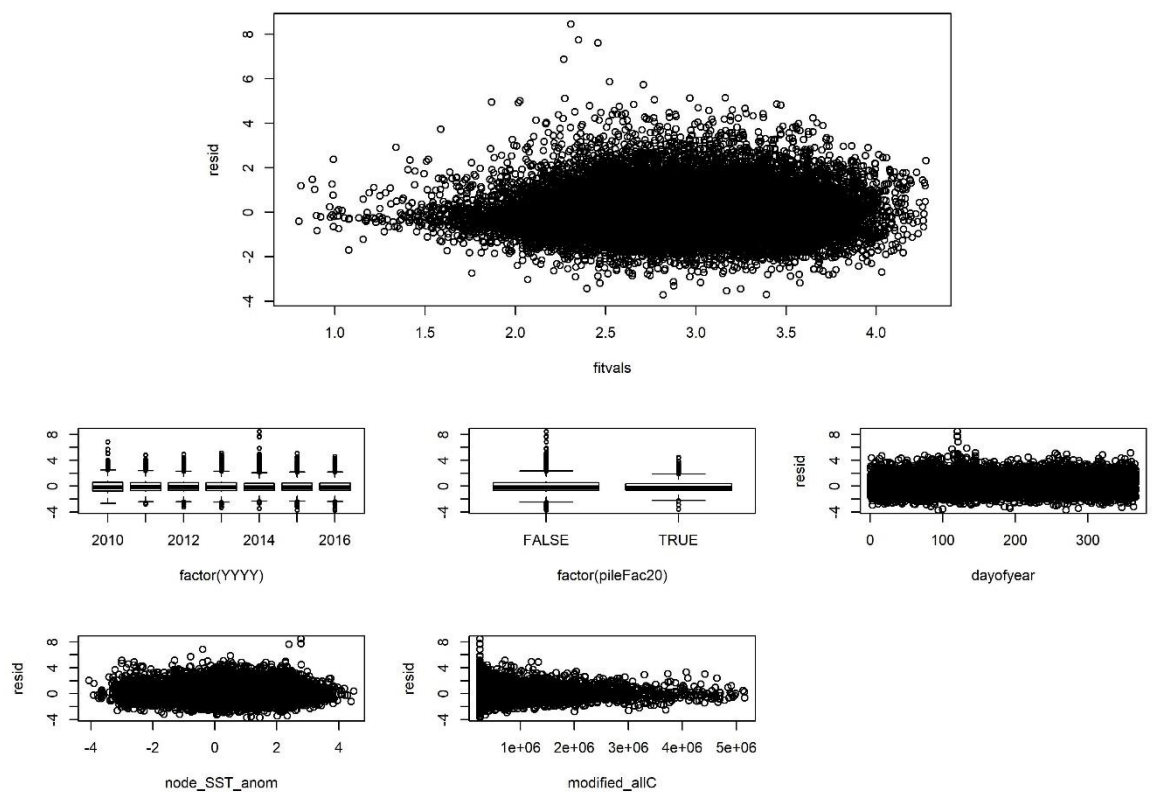 resid
8
6
4
2
0
-2
-4
1.0 1.5 2.0 2.5 3.0 3.5 4.0
fitvals
8
4
0
-4
2010 2012 2014 2016
factor(YYYY)
resid
8
4
0
-4
FALSE TRUE
factor(pileFac20)
resid
8
4
0
-4
0 100 200 300
dayofyear
resid
8
4
0
-4
-4 -2 0 2 4
node_SST_anom
resid
8
4
0
-4
1e+06 2e+06 3e+06 4e+06 5e+06
modified_allC